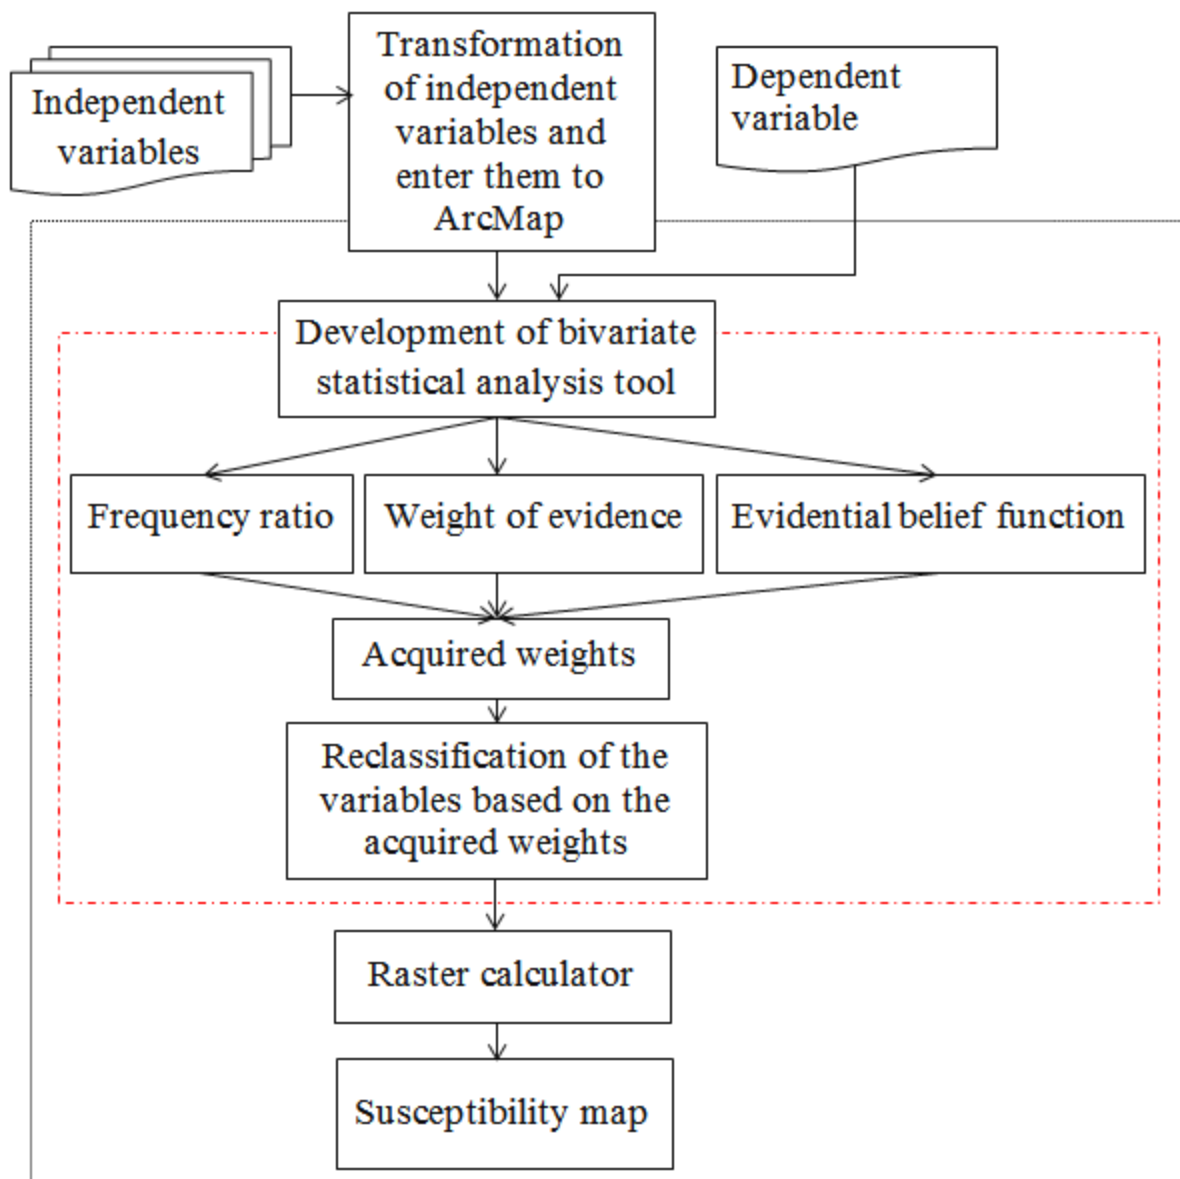 Independent
variables
Transformation
of independent
variables and
enter them to
ArcMap
Dependent
variable
Development of bivariate
statistical analysis tool
Frequency ratio
Weight of evidence
Evidential belief function
Acquired weights
Reclassification of the
variables based on the
acquired weights
Raster calculator
Susceptibility map